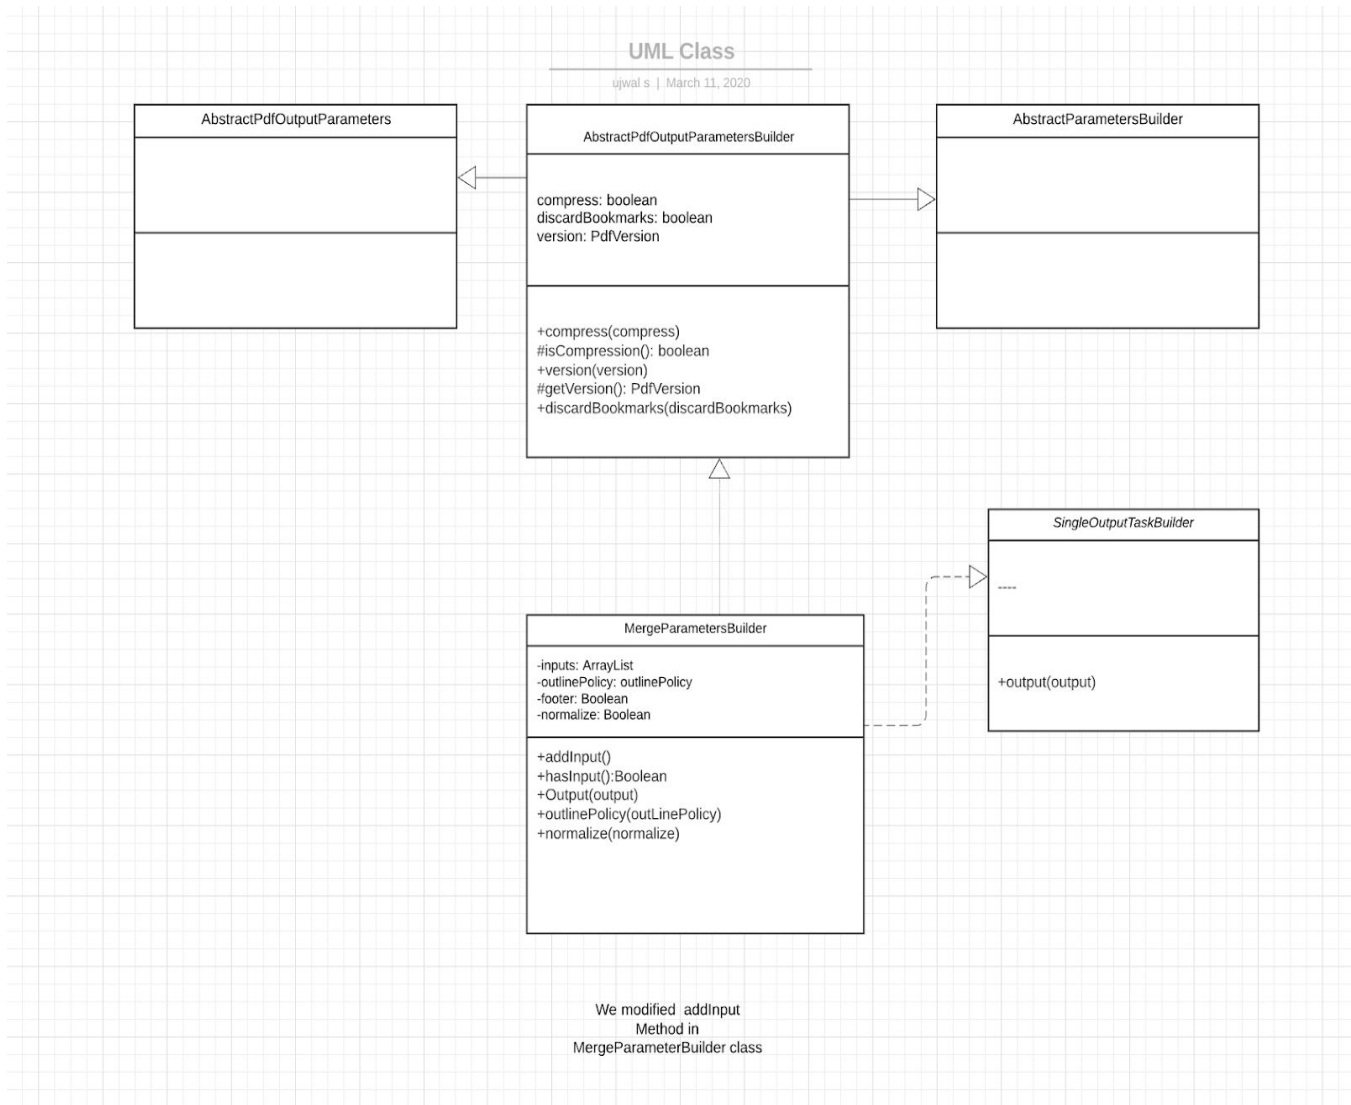 UML Class
ujwal s | March 11, 2020
AbstractPdfOutputParameters
AbstractPdfOutputParametersBuilder
compress: boolean
discardBookmarks: boolean
version: PdfVersion
+compress(compress)
#isCompression(): boolean
+version(version)
#getVersion(): PdfVersion
+discardBookmarks(discardBookmarks)
AbstractParametersBuilder
SingleOutputTaskBuilder
----
+output(output)
MergeParametersBuilder
-inputs: ArrayList
-outlinePolicy: outlinePolicy
-footer: Boolean
-normalize: Boolean
+addInput()
+hasInput():Boolean
+Output(output)
+outlinePolicy(outLinePolicy)
+normalize(normalize)
We modified addInput
Method in
MergeParameterBuilder class